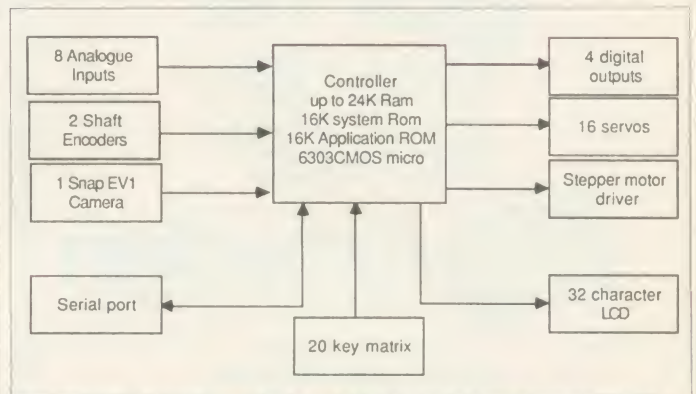 8 Analogue
Inputs
2 Shaft
Encoders
1 Snap EV1
Camera
Serial port
Controller
up to 24K Ram
16K system Rom
16K Application ROM
6303CMOS micro
20 key matrix
4 digital
outputs
16 servos
Stepper motor
driver
32 character
LCD